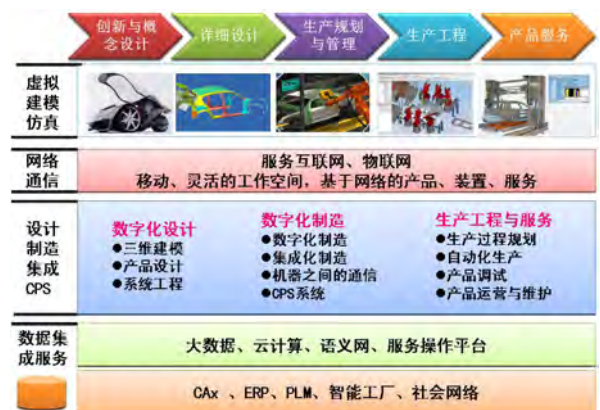 创新与概
念设计
详细设计
生产规划
与管理
生产工程
产品服务
虚拟
建模
仿真
网络
通信
服务互联网、物联网
移动、灵活的工作空间，基于网络的产品、装置、服务
设计
制造
集成
CPS
数字化设计
●三维建模
●产品设计
●系统工程
数字化制造
●数字化制造
●集成化制造
●机器之间的通信
●CPS系统
生产工程与服务
●生产过程规划
●自动化生产
●产品调试
●产品运营与维护
数据集
成服务
大数据、云计算、语义网、服务操作平台
CAx 、ERP、PLM、智能工厂、社会网络